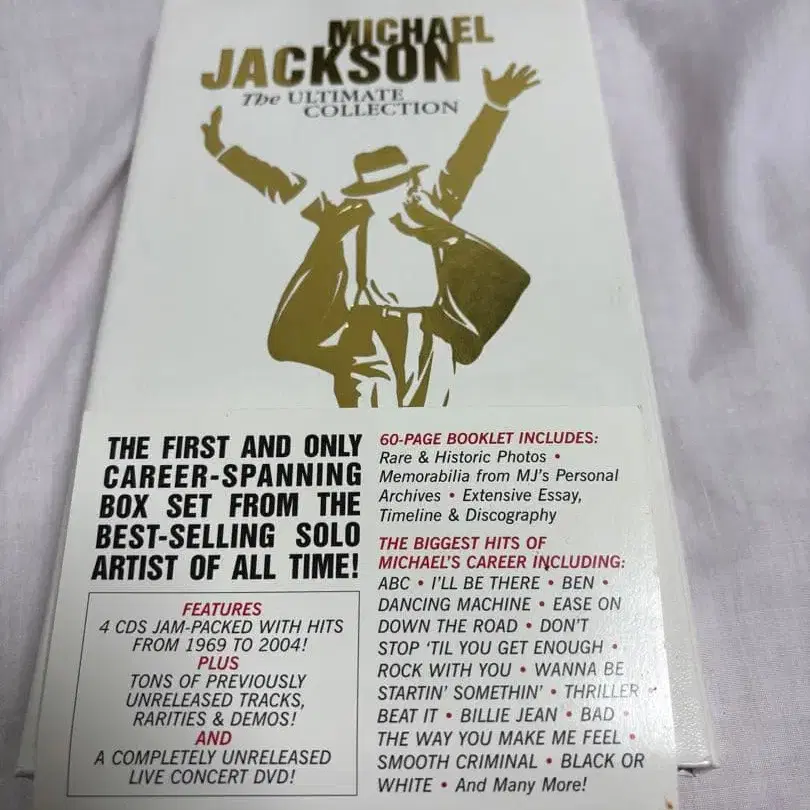 MICHAEL
JACKSON
The ULTIMATE
COLLECTION
THE FIRST AND ONLY
CAREER-SPANNING
BOX SET FROM THE
BEST-SELLING SOLO
ARTIST OF ALL TIME!
FEATURES
4 CDS JAM-PACKED WITH HITS
FROM 1969 TO 2004!
PLUS
TONS OF PREVIOUSLY
UNRELEASED TRACKS,
RARITIES & DEMOS!
AND
A COMPLETELY UNRELEASED
LIVE CONCERT DVD!
60-PAGE BOOKLET INCLUDES:
Rare & Historic Photos •
Memorabilia from MJ's Personal
Archives • Extensive Essay,
Timeline & Discography
THE BIGGEST HITS OF
MICHAEL'S CAREER INCLUDING:
ABC • I'LL BE THERE • BEN •
DANCING MACHINE • EASE ON
DOWN THE ROAD • DON'T
STOP 'TIL YOU GET ENOUGH •
ROCK WITH YOU • WANNA BE
STARTIN' SOMETHIN' • THRILLER •
BEAT IT • BILLIE JEAN • BAD •
THE WAY YOU MAKE ME FEEL •
SMOOTH CRIMINAL • BLACK OR
WHITE • And Many More!